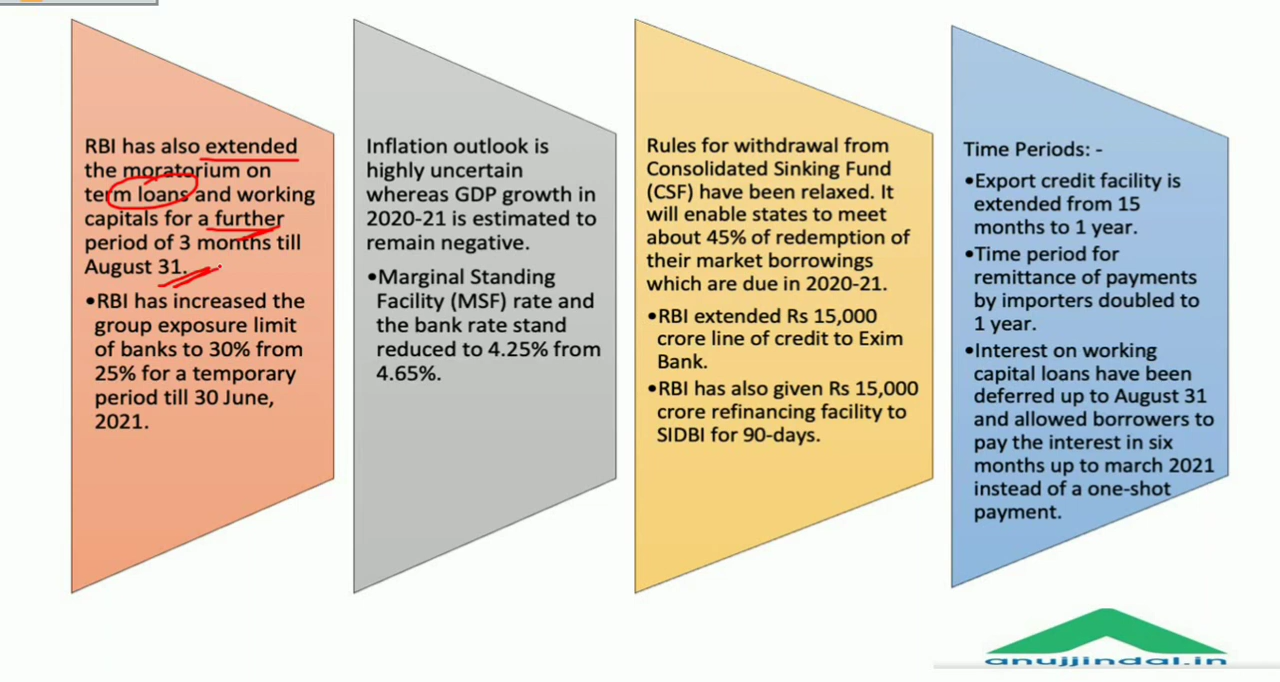 RBI has also extended
the moratorium on
term loans and working
capitals for a further
period of 3 months till
August 31.
•RBI has increased the
group exposure limit
of banks to 30% from
25% for a temporary
period till 30 June,
2021.
Inflation outlook is
highly uncertain
whereas GDP growth in
2020-21 is estimated to
remain negative.
•Marginal Standing
Facility (MSF) rate and
the bank rate stand
reduced to 4.25% from
4.65%.
Rules for withdrawal from
Consolidated Sinking Fund
(CSF) have been relaxed. It
will enable states to meet
about 45% of redemption of
their market borrowings
which are due in 2020-21.
•RBI extended Rs 15,000
crore line of credit to Exim
Bank.
•RBI has also given Rs 15,000
crore refinancing facility to
SIDBI for 90-days.
Time Periods: -
•Export credit facility is
extended from 15
months to 1 year.
•Time period for
remittance of payments
by importers doubled to
1 year.
•Interest on working
capital loans have been
deferred up to August 31
and allowed borrowers to
pay the interest in six
months up to march 2021
instead of a one-shot
payment.
anujjindal.in